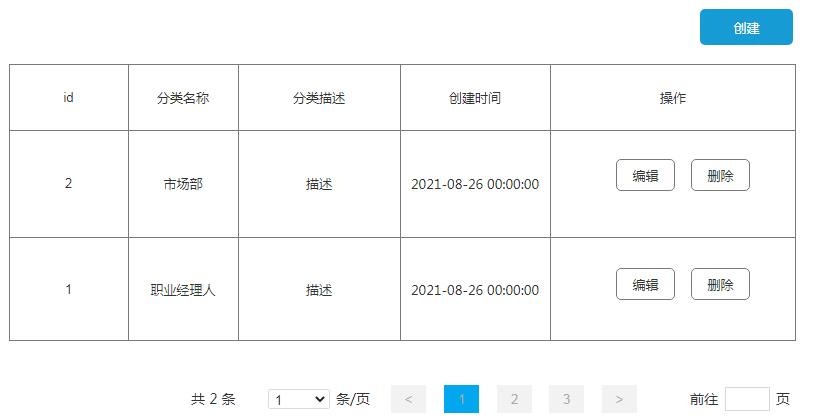 创建
id 分类名称 分类描述 创建时间 操作
2 市场部 描述 2021-08-26 00:00:00 编辑 删除
1 职业经理人 描述 2021-08-26 00:00:00 编辑 删除
共 2 条 1 条/页 < 1 2 3 > 前往 页